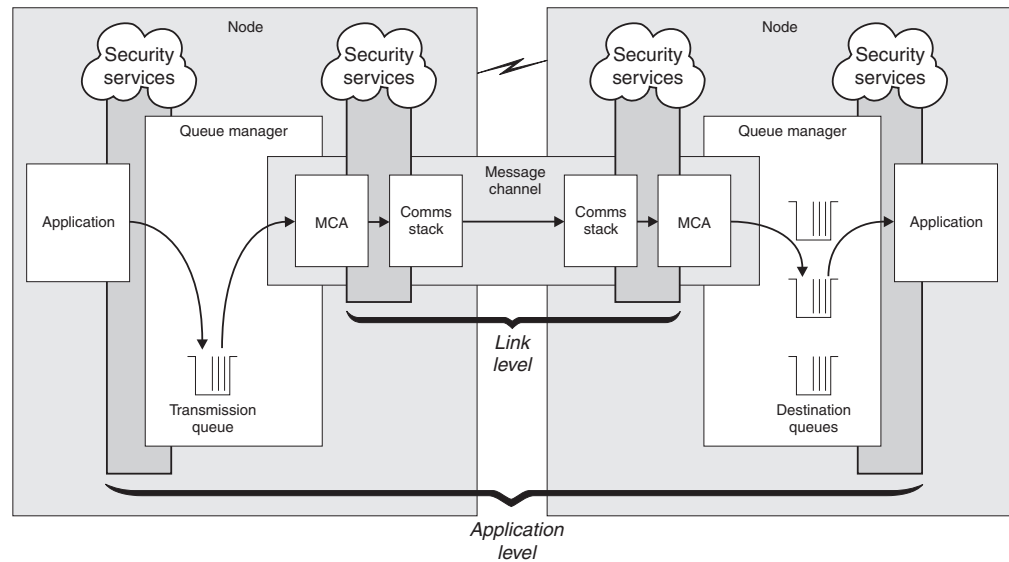 Node
Node
Security
services
Security
services
Security
services
Security
services
Queue manager
Queue manager
Message
channel
Application
MCA
Comms
stack
Comms
stack
MCA
Application
Link
level
Transmission
queue
Destination
queues
Application
level